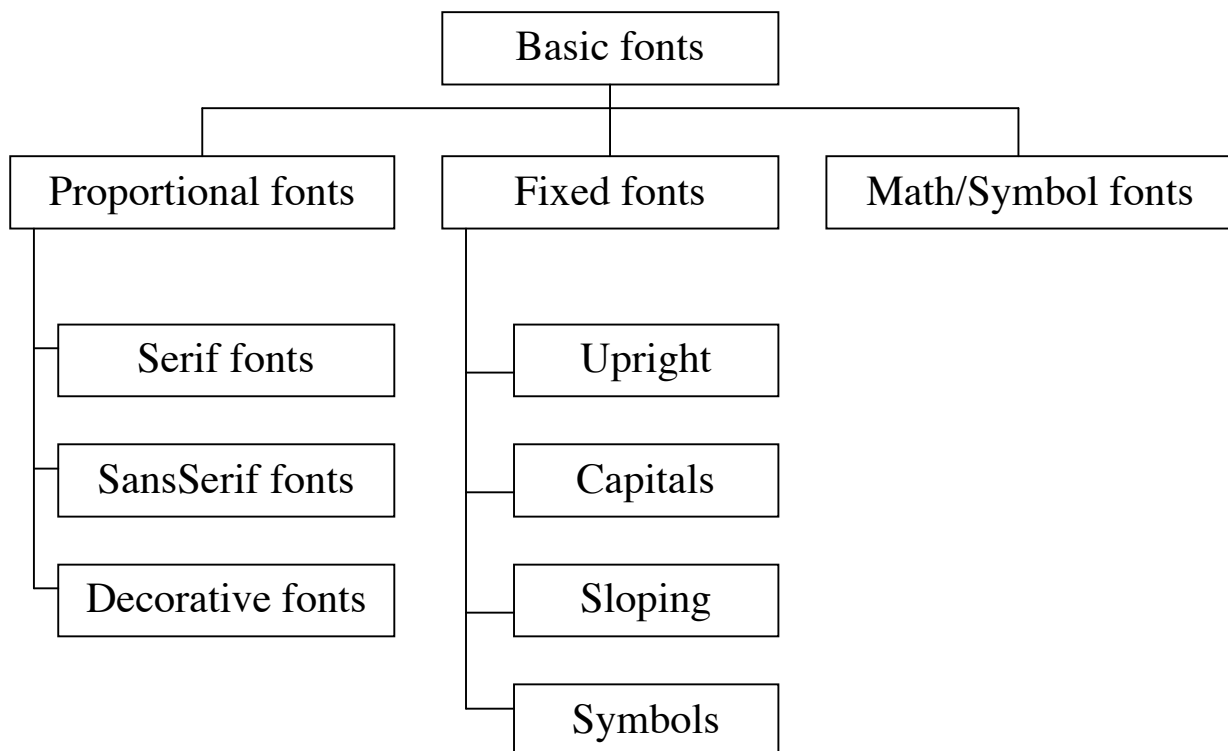 Basic fonts
Proportional fonts
Fixed fonts
Math/Symbol fonts
Serif fonts
SansSerif fonts
Decorative fonts
Upright
Capitals
Sloping
Symbols